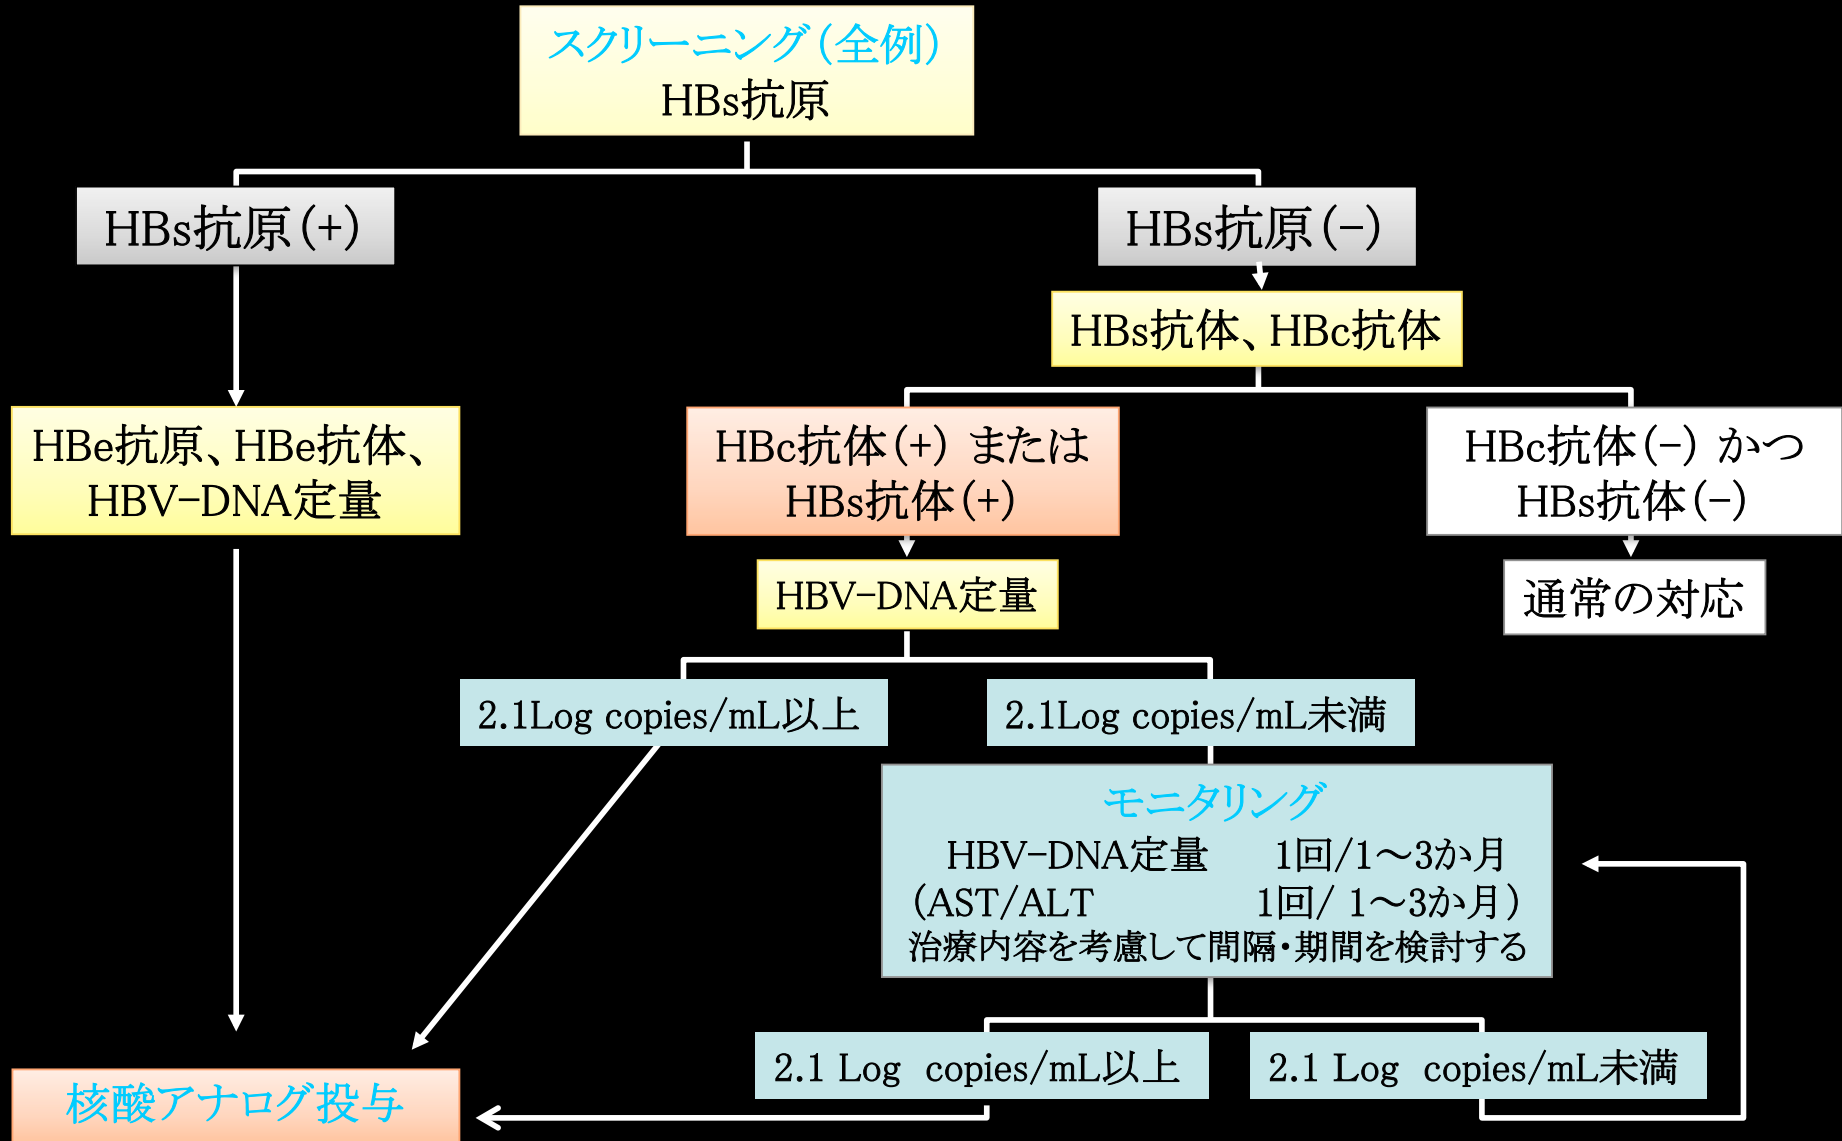 スクリーニング(全例)
HBs抗原
HBs抗原(+)
HBs抗原(−)
HBs抗体、HBc抗体
HBe抗原、HBe抗体、
HBV−DNA定量
HBc抗体(+) または
HBs抗体(+)
HBc抗体(−) かつ
HBs抗体(−)
HBV−DNA定量
通常の対応
2.1Log copies/mL以上
2.1Log copies/mL未満
モニタリング
HBV−DNA定量 1回/1〜3か月
(AST/ALT 1回/ 1〜3か月)
治療内容を考慮して間隔・期間を検討する
2.1 Log copies/mL以上
2.1 Log copies/mL未満
核酸アナログ投与